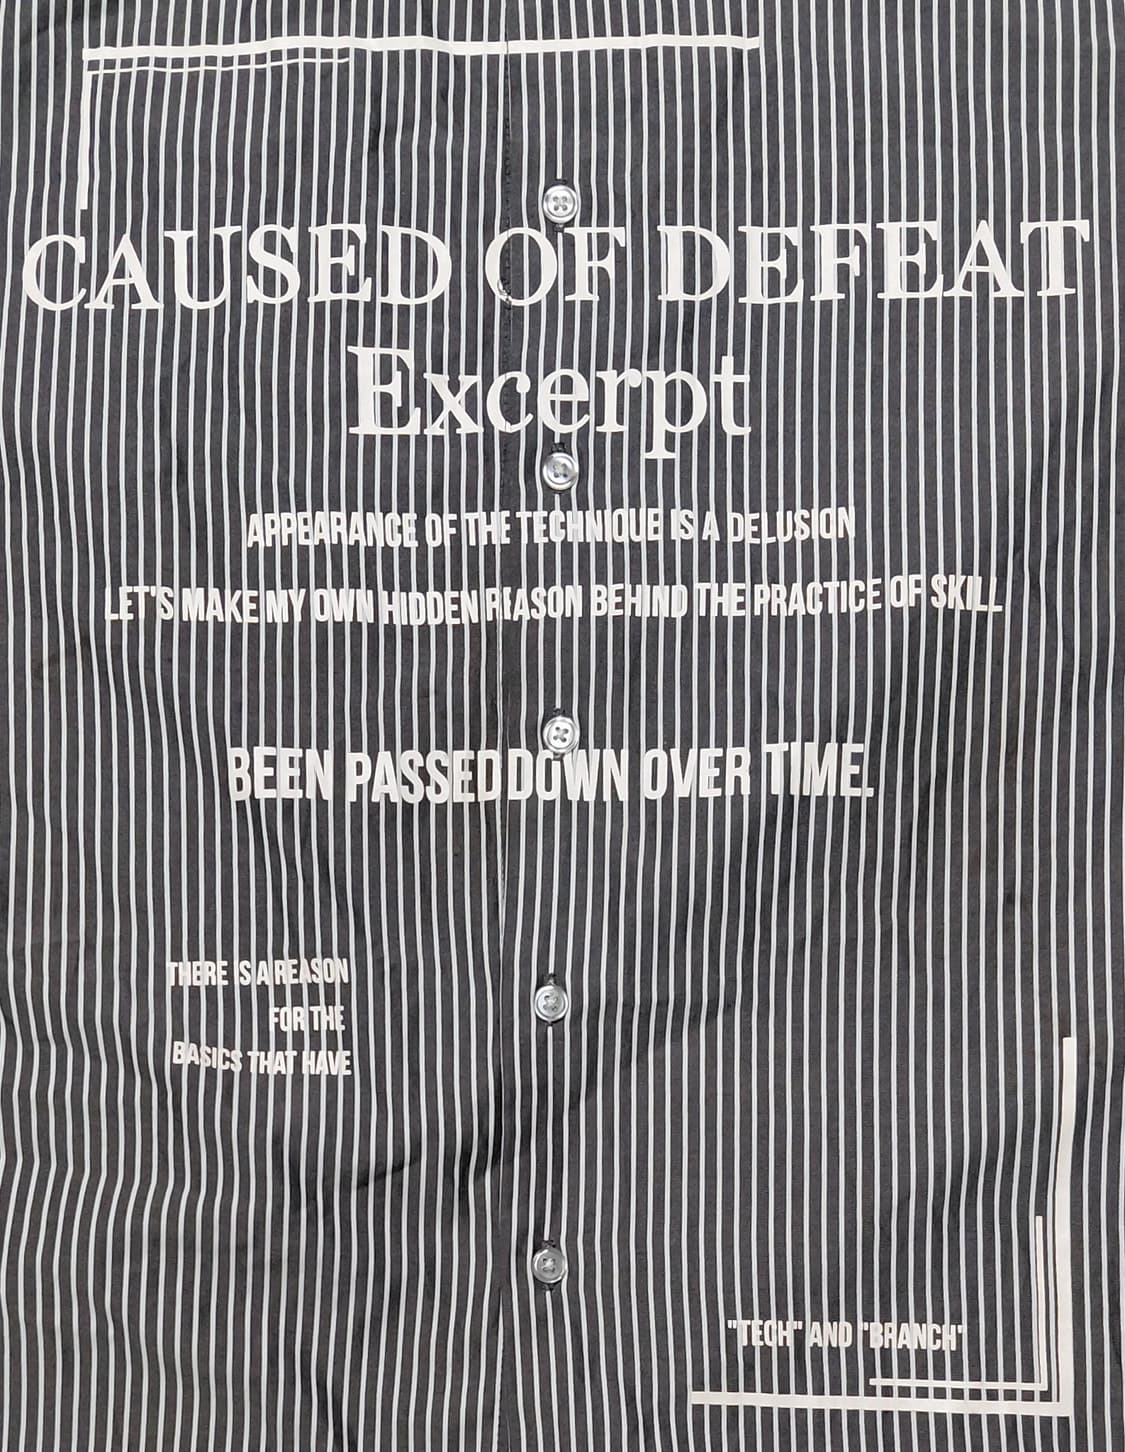 CAUSED OF DEFEAT
Excerpt
APPEARANCE OF THE TECHNIQUE IS A DELUSION
LET'S MAKE MY OWN HIDDEN REASON BEHIND THE PRACTICE OF SKILL
BEEN PASSED DOWN OVER TIME.
THERE IS A REASON
FOR THE
BASICS THAT HAVE
"TECH" AND "BRANCH"